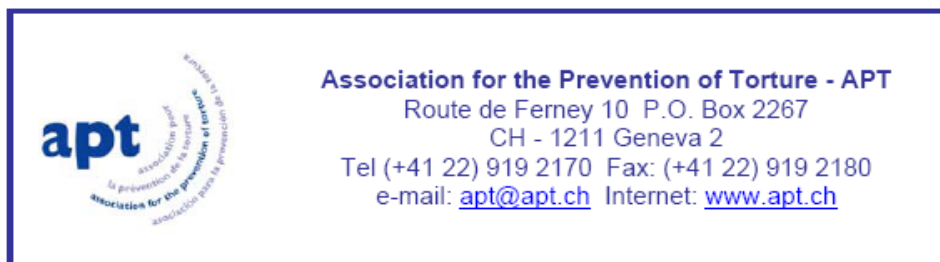 apt
association pour
la prévention de la torture
association for the prevention of torture
asociación para la prevención de la tortura
Association for the Prevention of Torture - APT
Route de Ferney 10 P.O. Box 2267
CH - 1211 Geneva 2
Tel (+41 22) 919 2170 Fax: (+41 22) 919 2180
e-mail: apt@apt.ch Internet: www.apt.ch